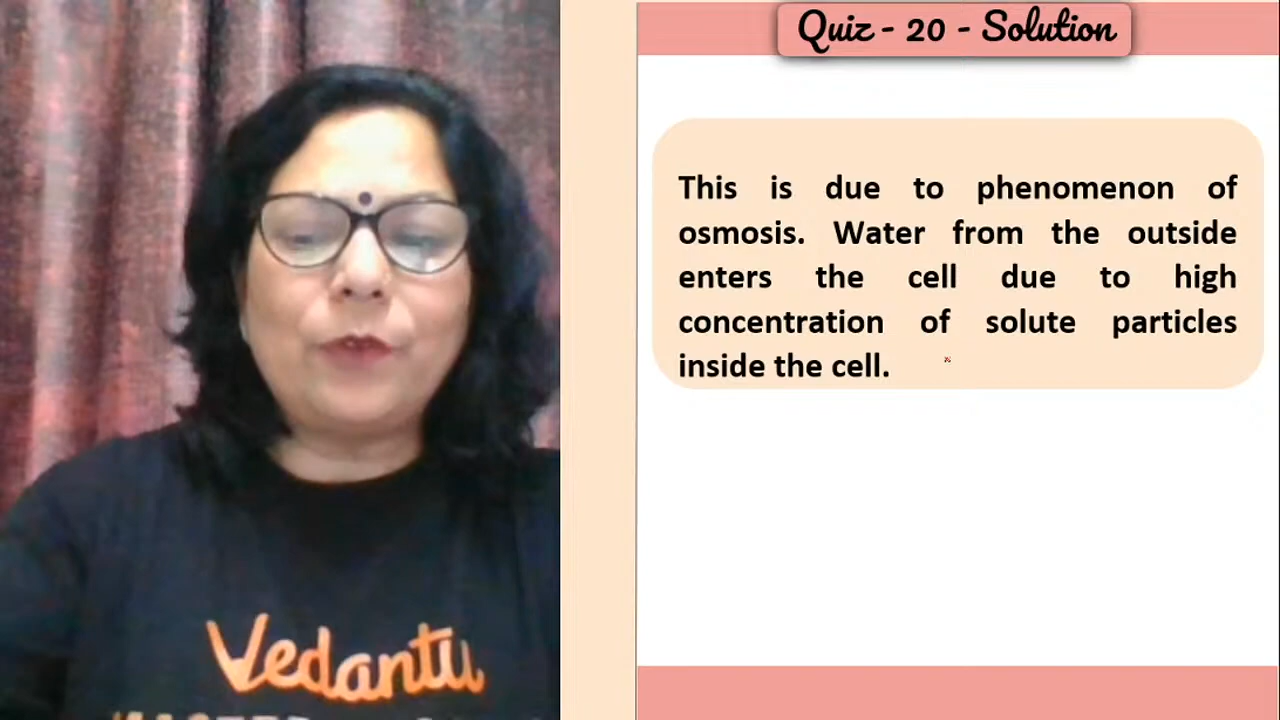 Quiz - 20 - Solution
This is due to phenomenon of
osmosis. Water from the outside
enters the cell due to high
concentration of solute particles
inside the cell.
Vedantu